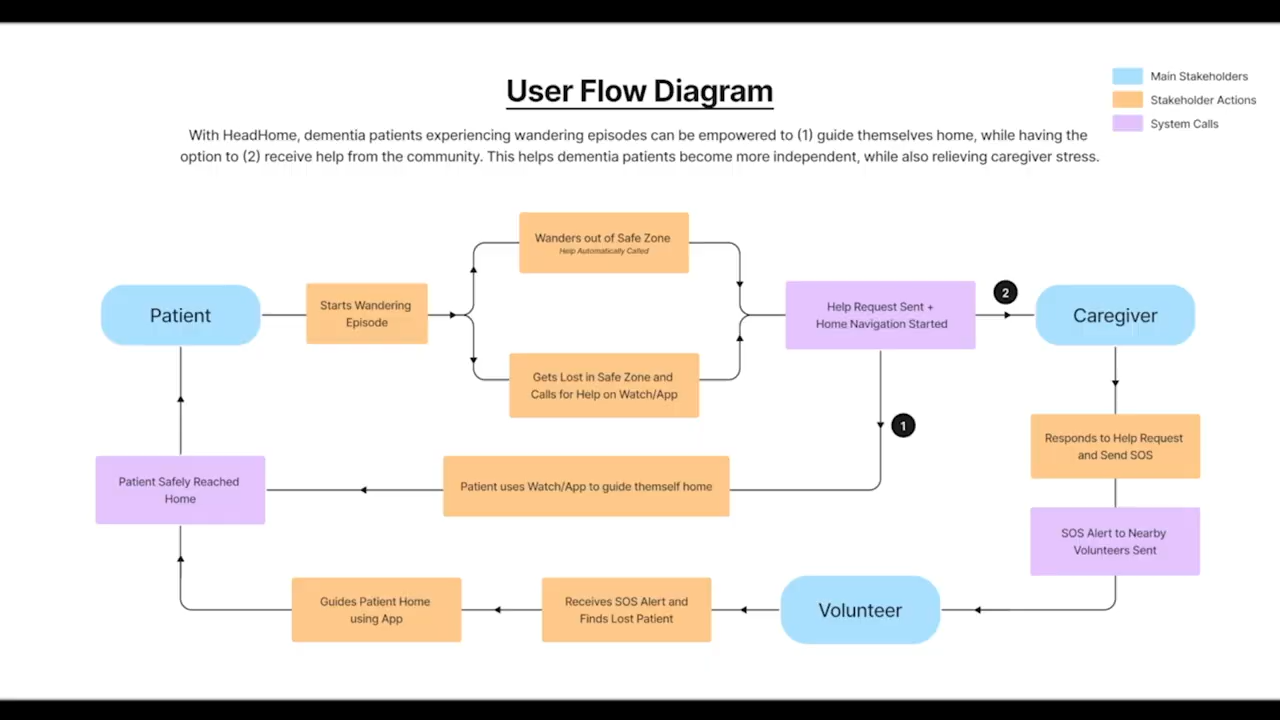 User Flow Diagram
Main Stakeholders
Stakeholder Actions
System Calls
With HeadHome, dementia patients experiencing wandering episodes can be empowered to (1) guide themselves home, while having the
option to (2) receive help from the community. This helps dementia patients become more independent, while also relieving caregiver stress.
Patient
Starts Wandering
Episode
Wanders out of Safe Zone
Help Automatically Called
Gets Lost in Safe Zone and
Calls for Help on Watch/App
Help Request Sent +
Home Navigation Started
2
Caregiver
1
Responds to Help Request
and Send SOS
Patient Safely Reached
Home
Patient uses Watch/App to guide themself home
SOS Alert to Nearby
Volunteers Sent
Guides Patient Home
using App
Receives SOS Alert and
Finds Lost Patient
Volunteer